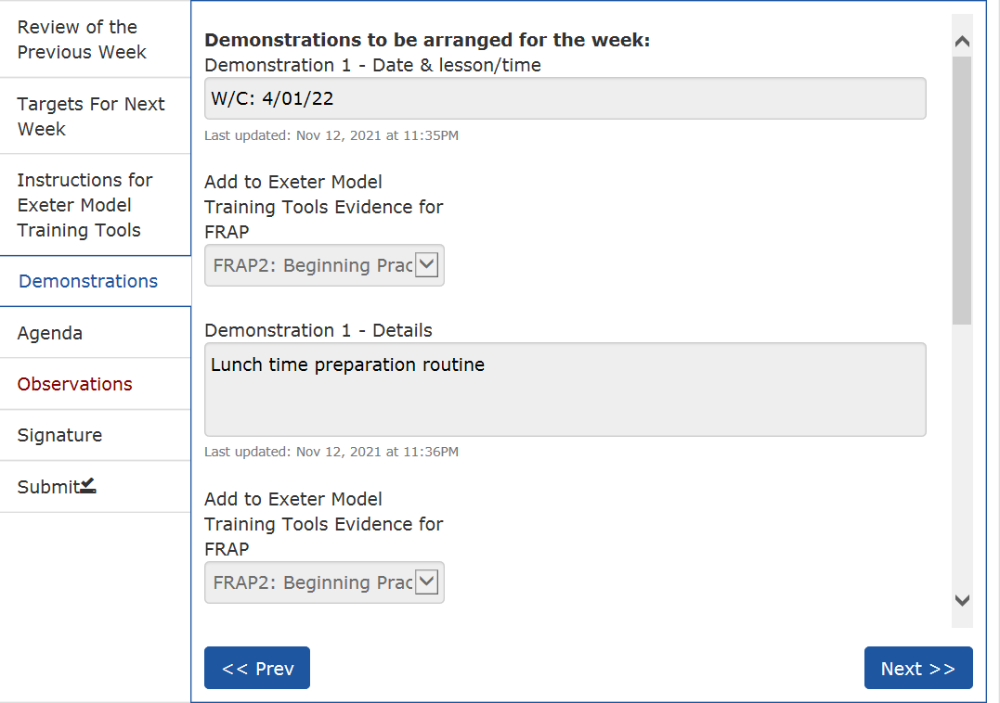 Review of the
Previous Week
Targets For Next
Week
Instructions for
Exeter Model
Training Tools
Demonstrations
Agenda
Observations
Signature
Submit
Demonstrations to be arranged for the week:
Demonstration 1 - Date & lesson/time
W/C: 4/01/22
Last updated: Nov 12, 2021 at 11:35PM
Add to Exeter Model
Training Tools Evidence for
FRAP
FRAP2: Beginning Prac
Demonstration 1 - Details
Lunch time preparation routine
Last updated: Nov 12, 2021 at 11:36PM
Add to Exeter Model
Training Tools Evidence for
FRAP
FRAP2: Beginning Prac
<< Prev
Next >>